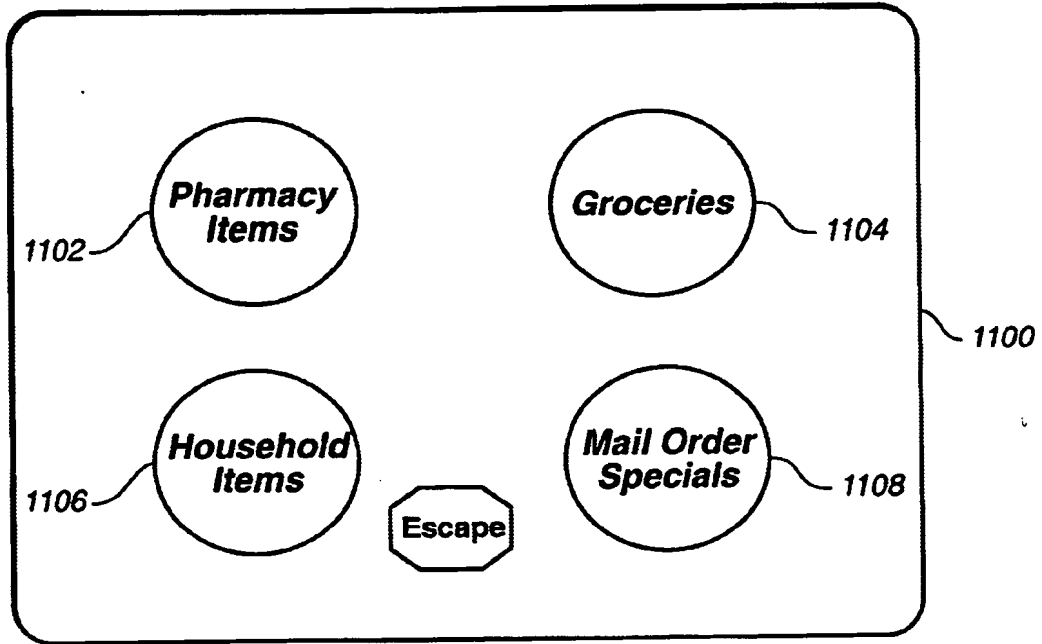 Pharmacy
Items
1102
Groceries
1104
1100
Household
Items
1106
Mail Order
Specials
1108
Escape